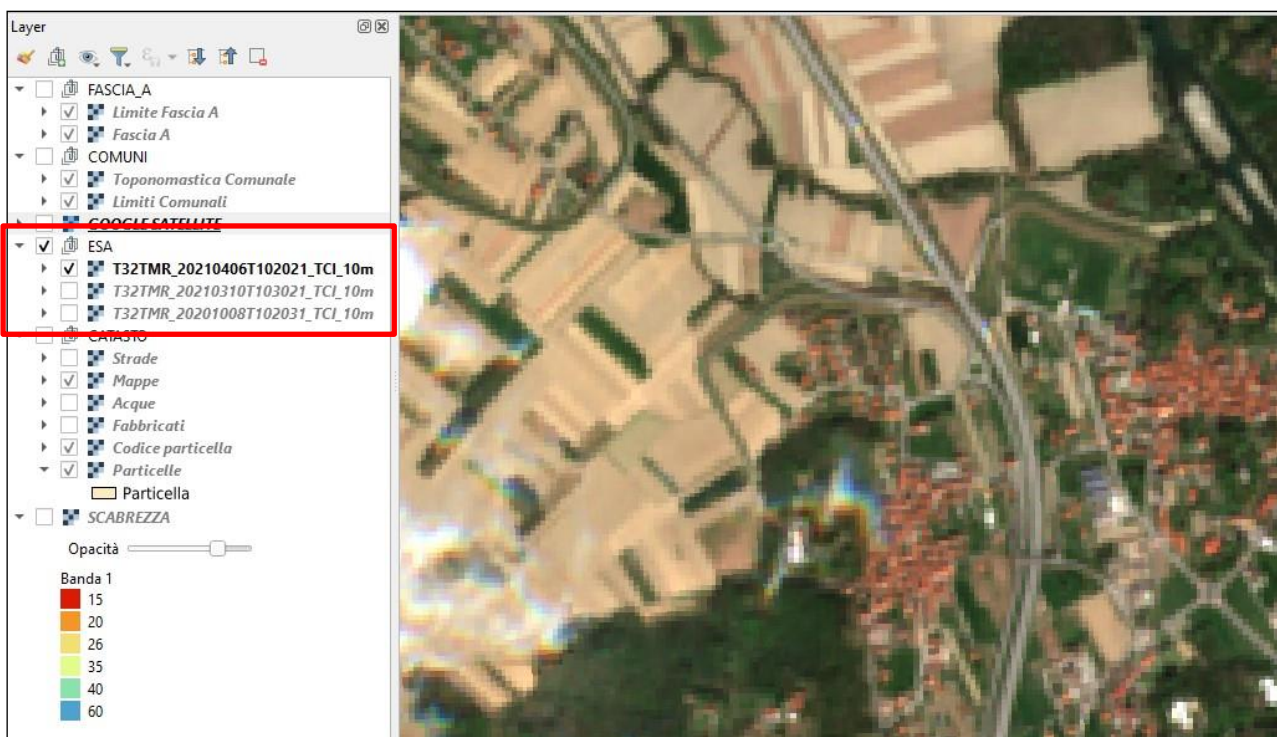 Layer
FASCIA_A
Limite Fascia A
Fascia A
COMUNI
Toponomastica Comunale
Limiti Comunali
GOOGLE SATELLITE
ESA
T32TMR_20210406T102021_TCI_10m
T32TMR_20210310T103021_TCI_10m
T32TMR_20201008T102031_TCI_10m
CATASTO
Strade
Mappe
Acque
Fabbricati
Codice particella
Particelle
Particella
SCABREZZA
Opacità
Banda 1
15
20
26
35
40
60